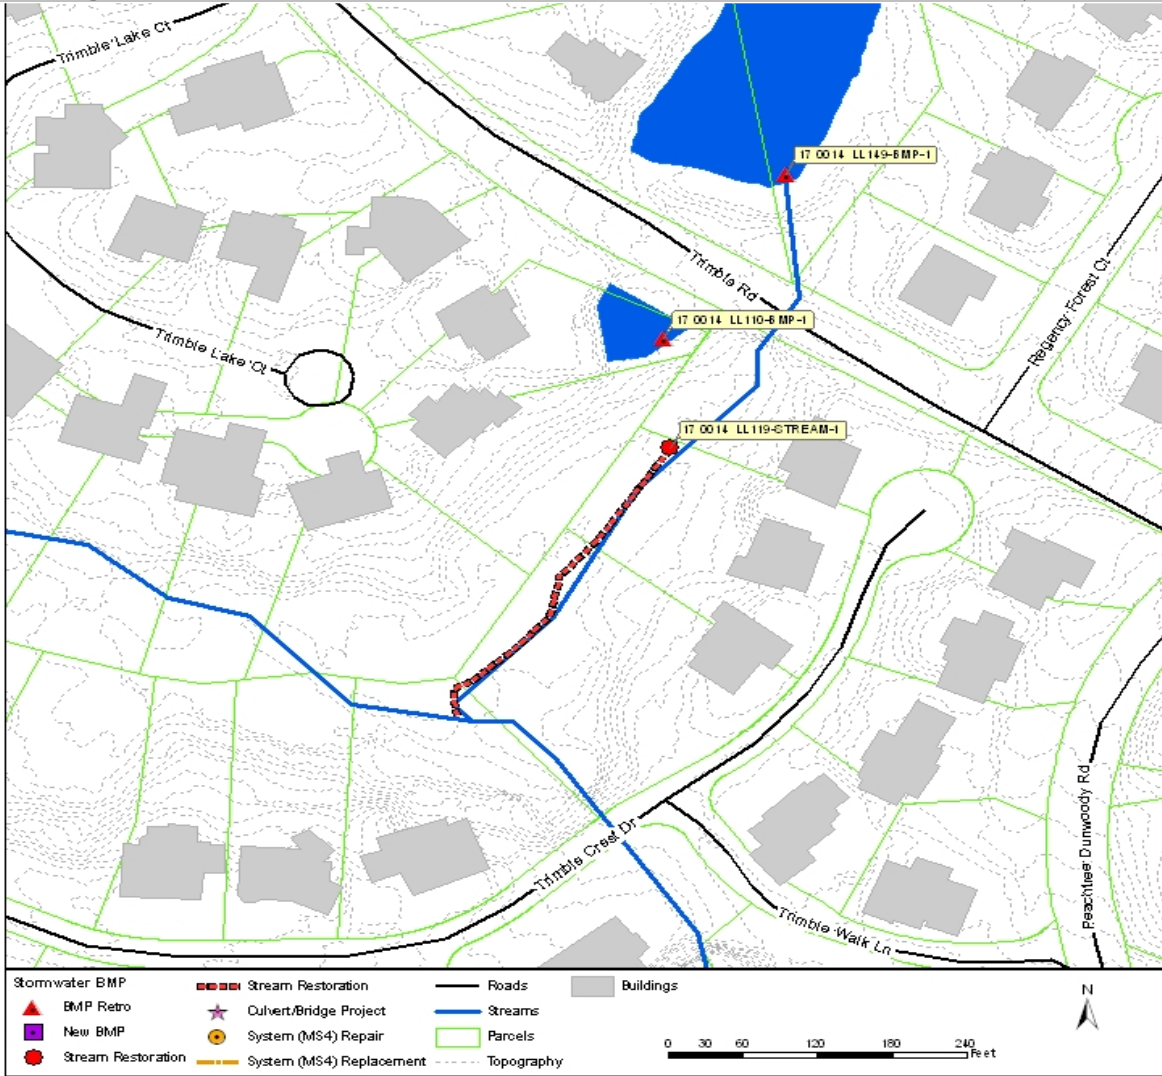 Trimble Lake Ct
17 0014 LL149-BMP-1
Trimble Rd
Regency Forest Ct
17 0014 LL110-BMP-1
Trimble Lake Ct
17 0014 LL119-STREAM-1
Peachtree Dunwoody Rd
Trimble Crest Dr
Trimble Walk Ln
Stormwater BMP
BMP Retro
New BMP
Stream Restoration
Stream Restoration
Culvert/Bridge Project
System (MS4) Repair
System (MS4) Replacement
Roads
Streams
Parcels
Topography
Buildings
N
0 30 60 120 180 240
Feet